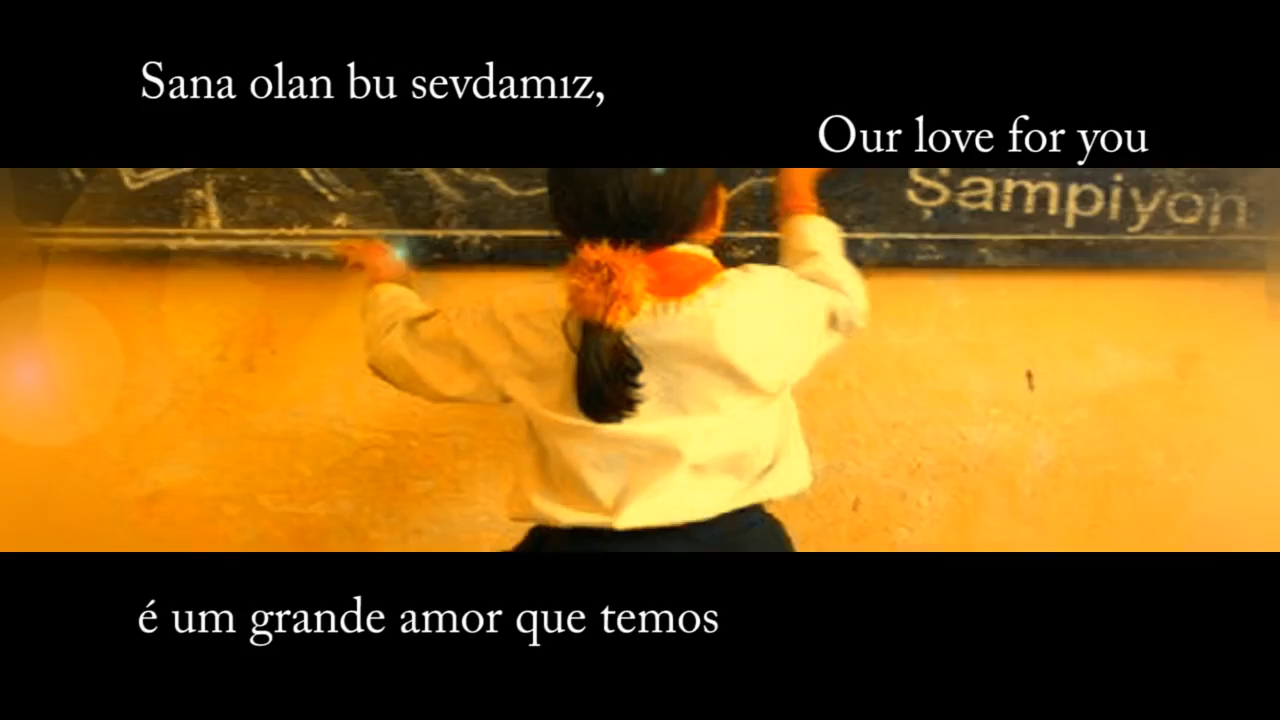 Sana olan bu sevdamız,
Our love for you
Şampiyon
é um grande amor que temos